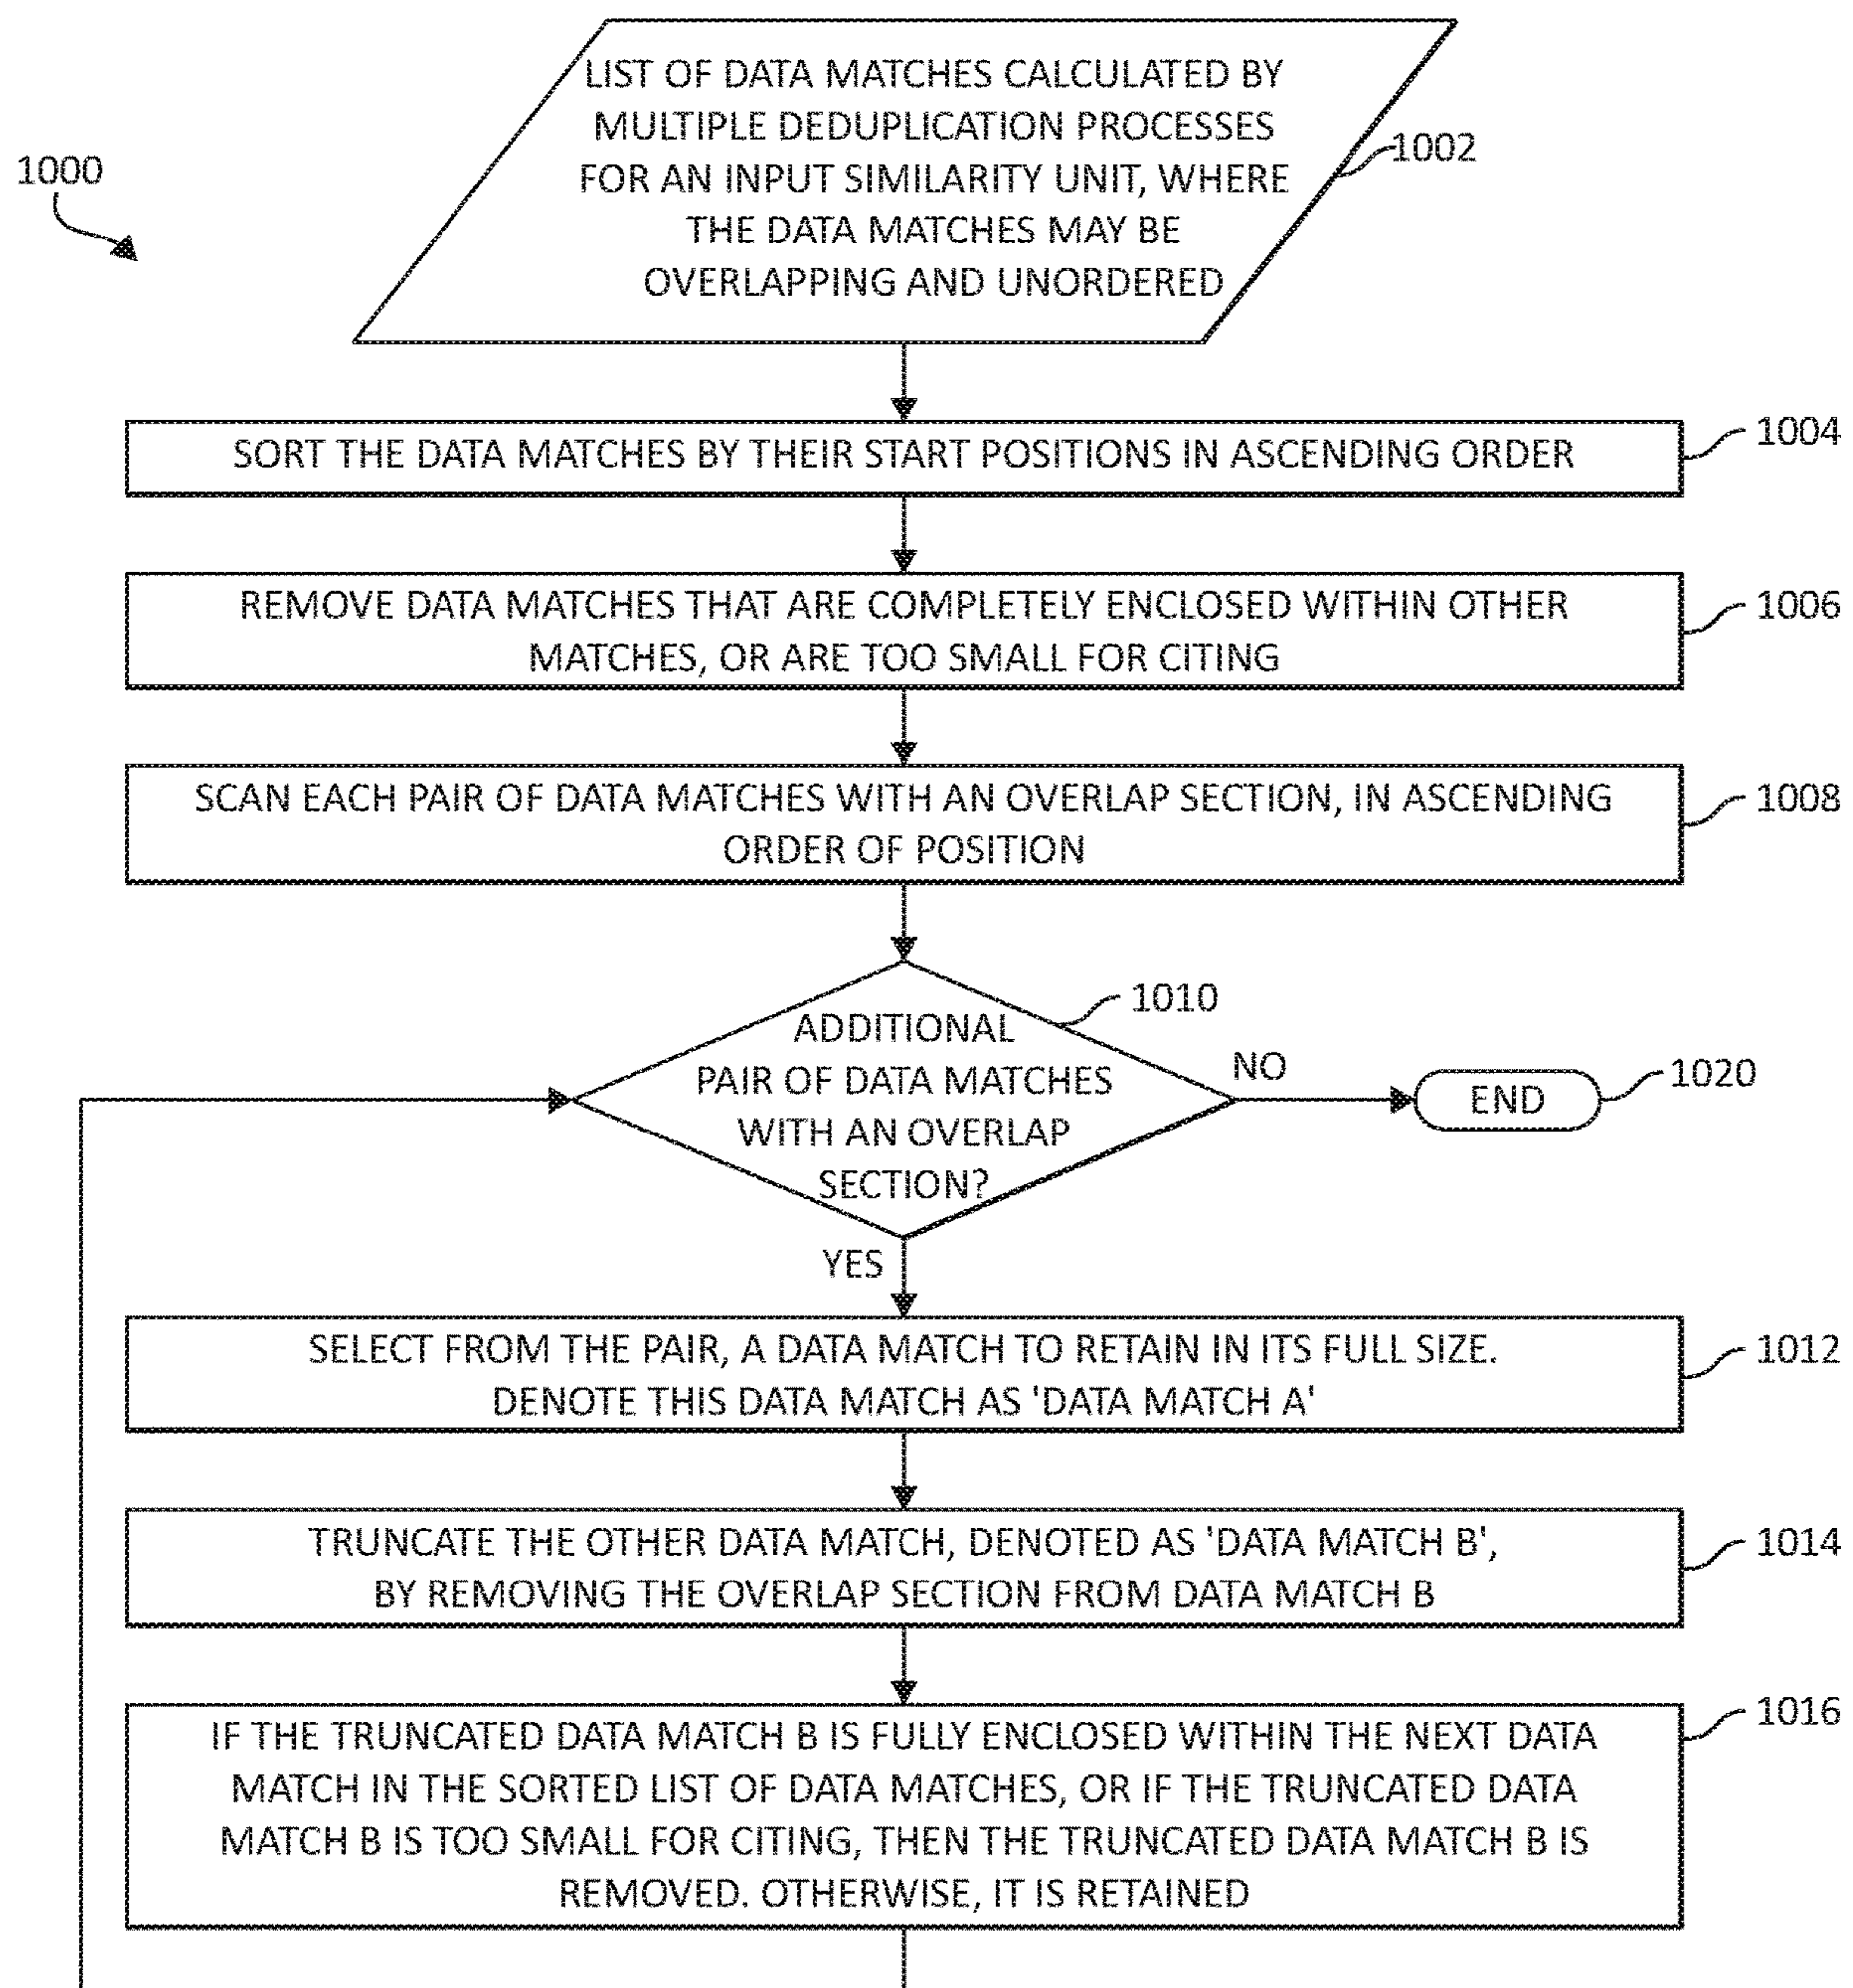 LIST OF DATA MATCHES CALCULATED BY
MULTIPLE DEDUPLICATION PROCESSES
FOR AN INPUT SIMILARITY UNIT, WHERE
THE DATA MATCHES MAY BE
OVERLAPPING AND UNORDERED
1002
1000
SORT THE DATA MATCHES BY THEIR START POSITIONS IN ASCENDING ORDER
1004
REMOVE DATA MATCHES THAT ARE COMPLETELY ENCLOSED WITHIN OTHER
MATCHES, OR ARE TOO SMALL FOR CITING
1006
SCAN EACH PAIR OF DATA MATCHES WITH AN OVERLAP SECTION, IN ASCENDING
ORDER OF POSITION
1008
ADDITIONAL
PAIR OF DATA MATCHES
WITH AN OVERLAP
SECTION?
1010
NO
END
1020
YES
SELECT FROM THE PAIR, A DATA MATCH TO RETAIN IN ITS FULL SIZE.
DENOTE THIS DATA MATCH AS 'DATA MATCH A'
1012
TRUNCATE THE OTHER DATA MATCH, DENOTED AS 'DATA MATCH B',
BY REMOVING THE OVERLAP SECTION FROM DATA MATCH B
1014
IF THE TRUNCATED DATA MATCH B IS FULLY ENCLOSED WITHIN THE NEXT DATA
MATCH IN THE SORTED LIST OF DATA MATCHES, OR IF THE TRUNCATED DATA
MATCH B IS TOO SMALL FOR CITING, THEN THE TRUNCATED DATA MATCH B IS
REMOVED. OTHERWISE, IT IS RETAINED
1016